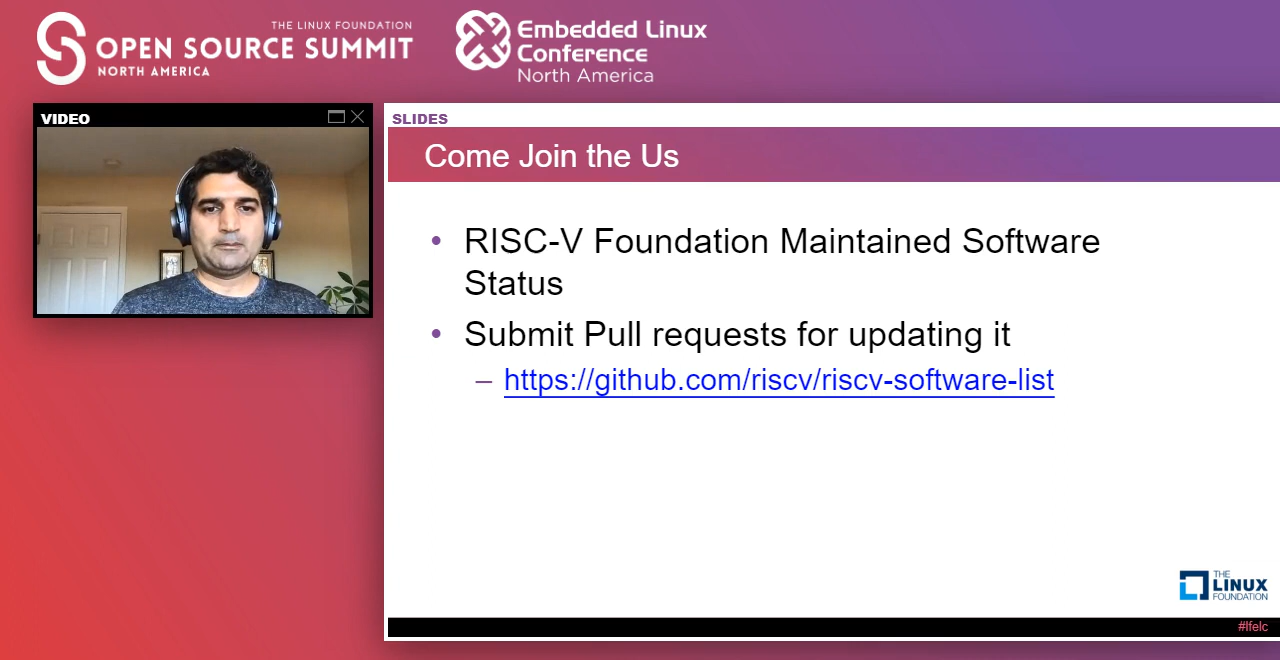 THE LINUX FOUNDATION
OPEN SOURCE SUMMIT
NORTH AMERICA
Embedded Linux
Conference
North America
VIDEO
SLIDES
Come Join the Us
• RISC-V Foundation Maintained Software
Status
• Submit Pull requests for updating it
– https://github.com/riscv/riscv-software-list
THE
LINUX
FOUNDATION
#lfelc